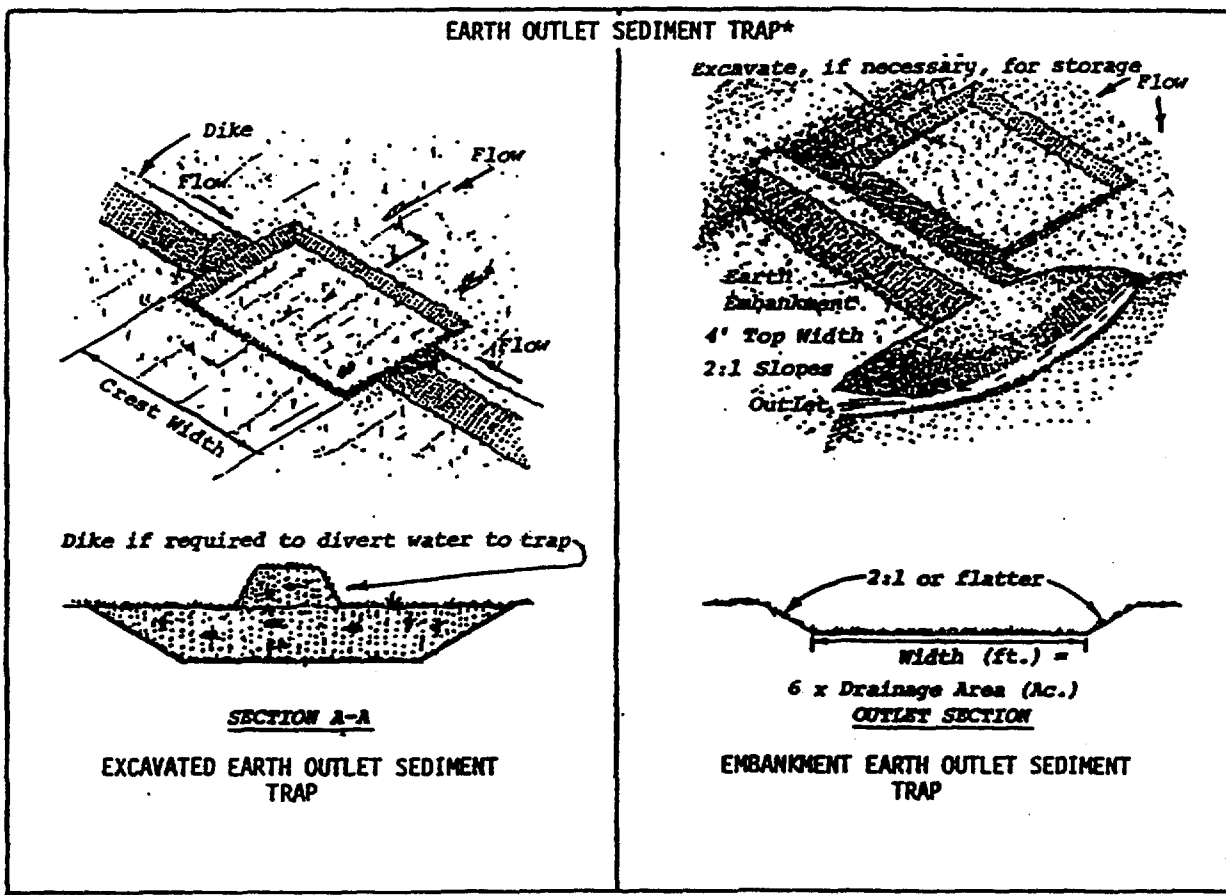 EARTH OUTLET SEDIMENT TRAP*
Dike
Flow
Flow
Flow
Crest Width
Dike if required to divert water to trap
SECTION A-A
EXCAVATED EARTH OUTLET SEDIMENT
TRAP
Excavate, if necessary, for storage
Flow
Earth
Embankment
4' Top Width
2:1 Slopes
Outlet
2:1 or flatter
Width (ft.) =
6 x Drainage Area (Ac.)
OUTLET SECTION
EMBANKMENT EARTH OUTLET SEDIMENT
TRAP